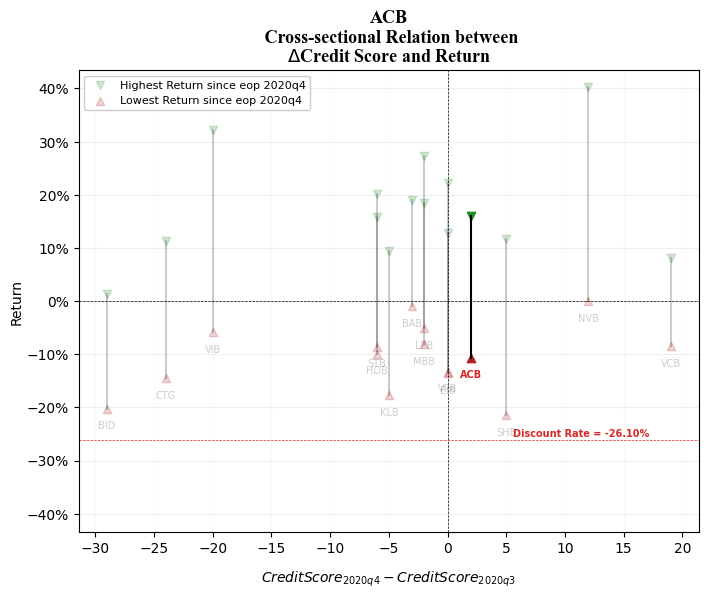 ACB
Cross-sectional Relation between
ΔCredit Score and Return
Highest Return since eop 2020q4
Lowest Return since eop 2020q4
Return
40%
30%
20%
10%
0%
−10%
−20%
−30%
−40%
BAB
LPB
VIB
MBB
NVB
STB
HDB
VCB
ACB
CTG
KLB
BID
SHB
Discount Rate = -26.10%
−30 −25 −20 −15 −10 −5 0 5 10 15 20
CreditScore2020q4 − CreditScore2020q3